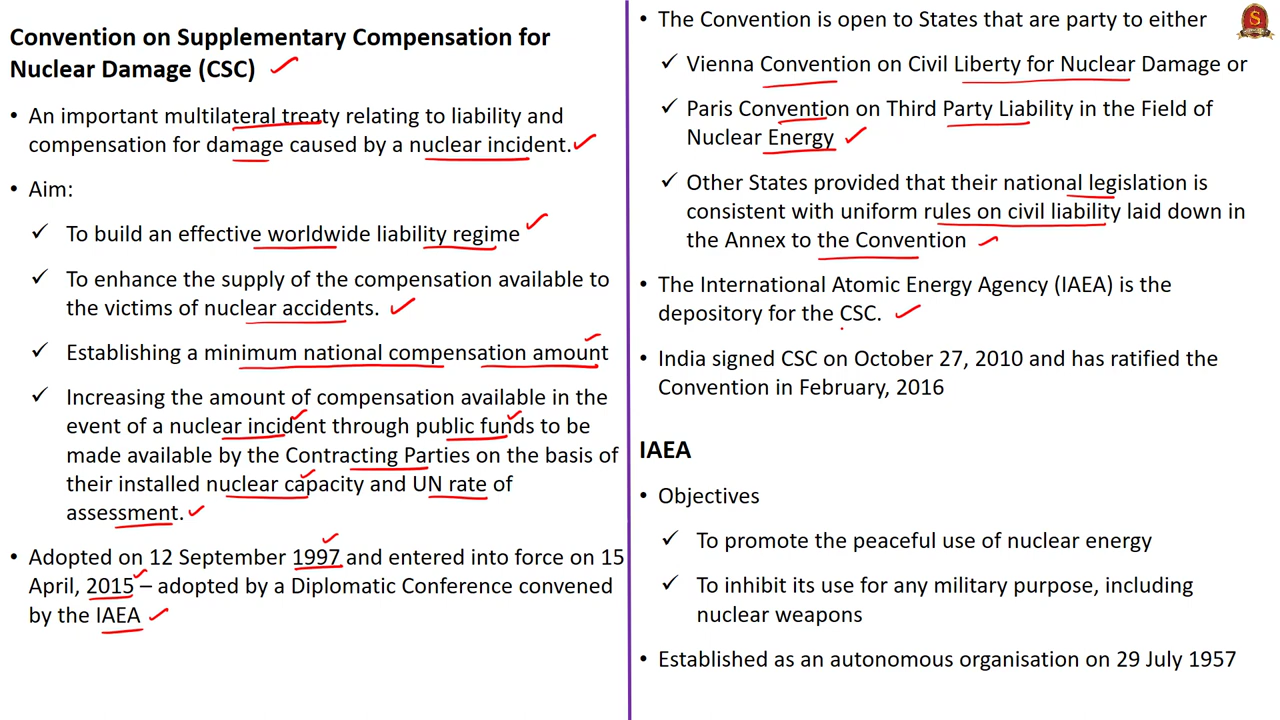 Convention on Supplementary Compensation for
Nuclear Damage (CSC)
• An important multilateral treaty relating to liability and
compensation for damage caused by a nuclear incident.
• Aim:
✓ To build an effective worldwide liability regime
✓ To enhance the supply of the compensation available to
the victims of nuclear accidents.
✓ Establishing a minimum national compensation amount
✓ Increasing the amount of compensation available in the
event of a nuclear incident through public funds to be
made available by the Contracting Parties on the basis of
their installed nuclear capacity and UN rate of
assessment.
• Adopted on 12 September 1997 and entered into force on 15
April, 2015 – adopted by a Diplomatic Conference convened
by the IAEA
• The Convention is open to States that are party to either
✓ Vienna Convention on Civil Liberty for Nuclear Damage or
✓ Paris Convention on Third Party Liability in the Field of
Nuclear Energy
✓ Other States provided that their national legislation is
consistent with uniform rules on civil liability laid down in
the Annex to the Convention
• The International Atomic Energy Agency (IAEA) is the
depository for the CSC.
• India signed CSC on October 27, 2010 and has ratified the
Convention in February, 2016
IAEA
• Objectives
✓ To promote the peaceful use of nuclear energy
✓ To inhibit its use for any military purpose, including
nuclear weapons
• Established as an autonomous organisation on 29 July 1957